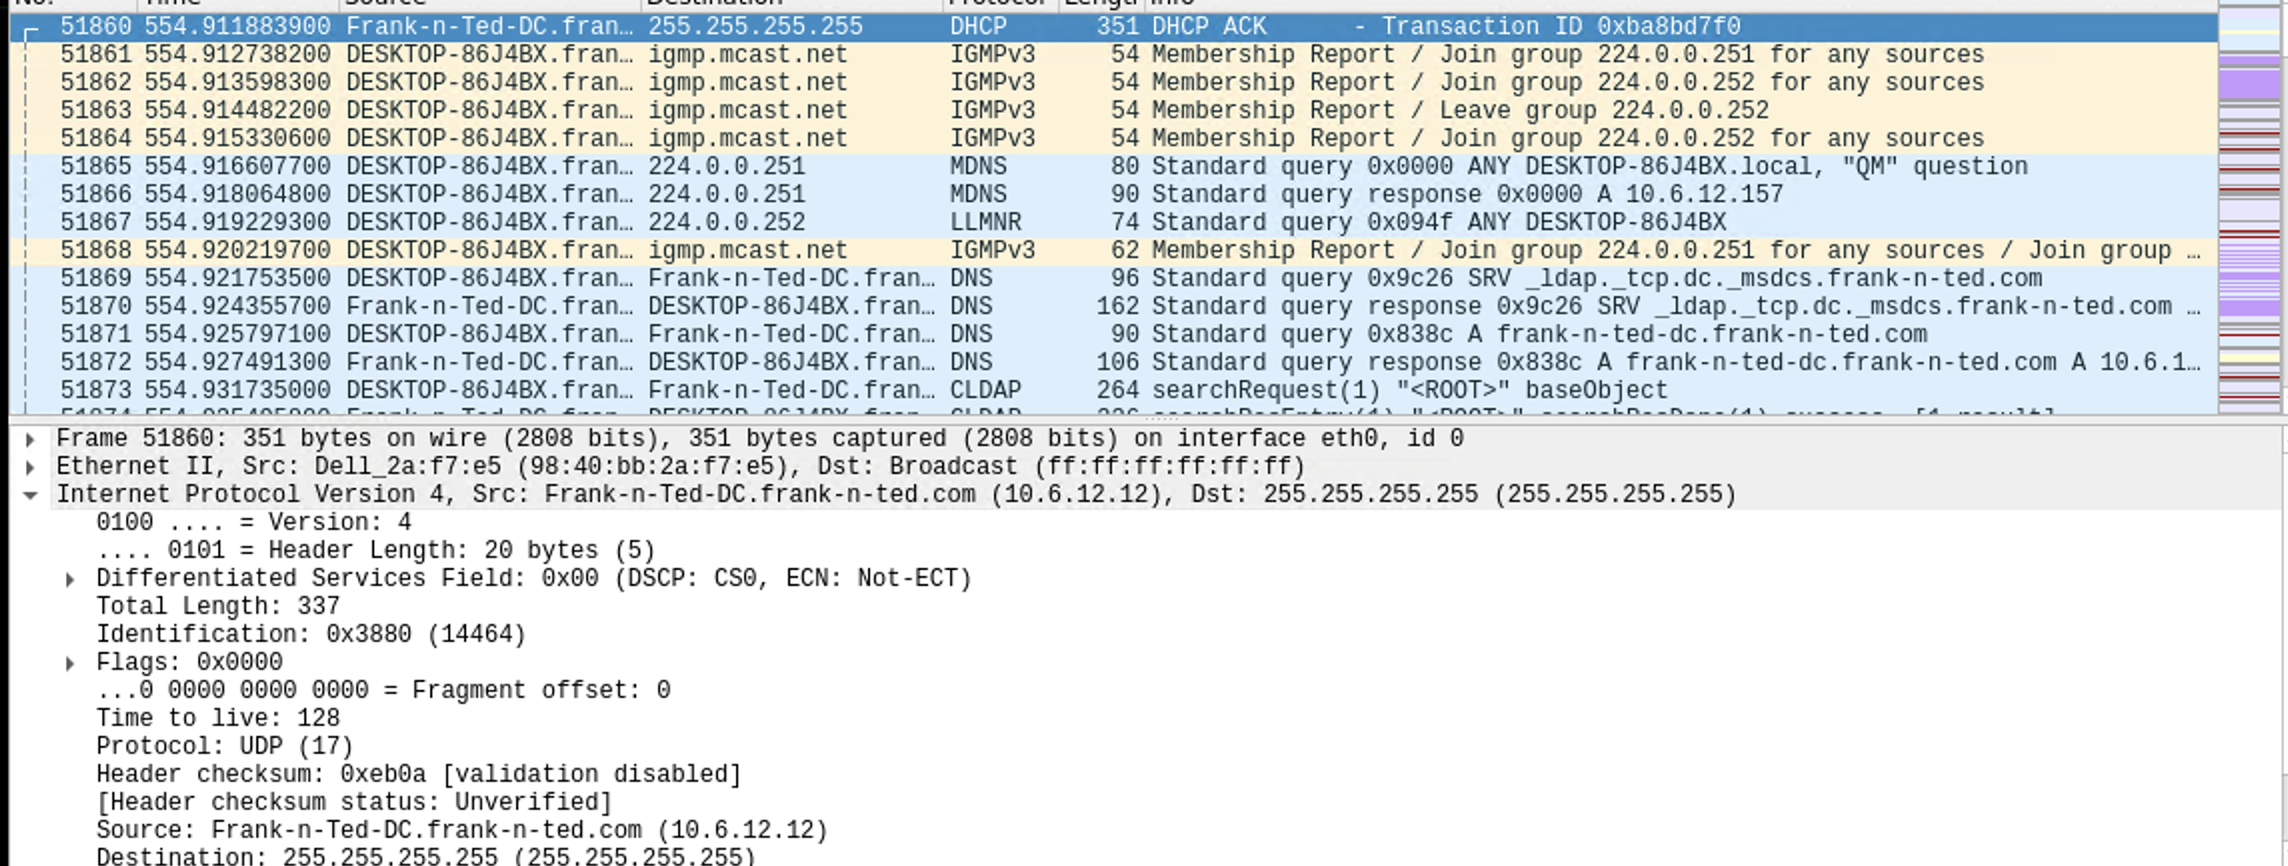 No. Time Source Destination Protocol Length Info
51860 554.911883900 Frank-n-Ted-DC.fran… 255.255.255.255 DHCP 351 DHCP ACK - Transaction ID 0xba8bd7f0
51861 554.912738200 DESKTOP-86J4BX.fran… igmp.mcast.net IGMPv3 54 Membership Report / Join group 224.0.0.251 for any sources
51862 554.913598300 DESKTOP-86J4BX.fran… igmp.mcast.net IGMPv3 54 Membership Report / Join group 224.0.0.252 for any sources
51863 554.914482200 DESKTOP-86J4BX.fran… igmp.mcast.net IGMPv3 54 Membership Report / Leave group 224.0.0.252
51864 554.915330600 DESKTOP-86J4BX.fran… igmp.mcast.net IGMPv3 54 Membership Report / Join group 224.0.0.252 for any sources
51865 554.916607700 DESKTOP-86J4BX.fran… 224.0.0.251 MDNS 80 Standard query 0x0000 ANY DESKTOP-86J4BX.local, "QM" question
51866 554.918064800 DESKTOP-86J4BX.fran… 224.0.0.251 MDNS 90 Standard query response 0x0000 A 10.6.12.157
51867 554.919229300 DESKTOP-86J4BX.fran… 224.0.0.252 LLMNR 74 Standard query 0x094f ANY DESKTOP-86J4BX
51868 554.920219700 DESKTOP-86J4BX.fran… igmp.mcast.net IGMPv3 62 Membership Report / Join group 224.0.0.251 for any sources / Join group …
51869 554.921753500 DESKTOP-86J4BX.fran… Frank-n-Ted-DC.fran… DNS 96 Standard query 0x9c26 SRV _ldap._tcp.dc._msdcs.frank-n-ted.com
51870 554.924355700 Frank-n-Ted-DC.fran… DESKTOP-86J4BX.fran… DNS 162 Standard query response 0x9c26 SRV _ldap._tcp.dc._msdcs.frank-n-ted.com …
51871 554.925797100 DESKTOP-86J4BX.fran… Frank-n-Ted-DC.fran… DNS 90 Standard query 0x838c A frank-n-ted-dc.frank-n-ted.com
51872 554.927491300 Frank-n-Ted-DC.fran… DESKTOP-86J4BX.fran… DNS 106 Standard query response 0x838c A frank-n-ted-dc.frank-n-ted.com A 10.6.1…
51873 554.931735000 DESKTOP-86J4BX.fran… Frank-n-Ted-DC.fran… CLDAP 264 searchRequest(1) "<ROOT>" baseObject
Frame 51860: 351 bytes on wire (2808 bits), 351 bytes captured (2808 bits) on interface eth0, id 0
Ethernet II, Src: Dell_2a:f7:e5 (98:40:bb:2a:f7:e5), Dst: Broadcast (ff:ff:ff:ff:ff:ff)
Internet Protocol Version 4, Src: Frank-n-Ted-DC.frank-n-ted.com (10.6.12.12), Dst: 255.255.255.255 (255.255.255.255)
0100 .... = Version: 4
.... 0101 = Header Length: 20 bytes (5)
Differentiated Services Field: 0x00 (DSCP: CS0, ECN: Not-ECT)
Total Length: 337
Identification: 0x3880 (14464)
Flags: 0x0000
...0 0000 0000 0000 = Fragment offset: 0
Time to live: 128
Protocol: UDP (17)
Header checksum: 0xeb0a [validation disabled]
[Header checksum status: Unverified]
Source: Frank-n-Ted-DC.frank-n-ted.com (10.6.12.12)
Destination: 255.255.255.255 (255.255.255.255)